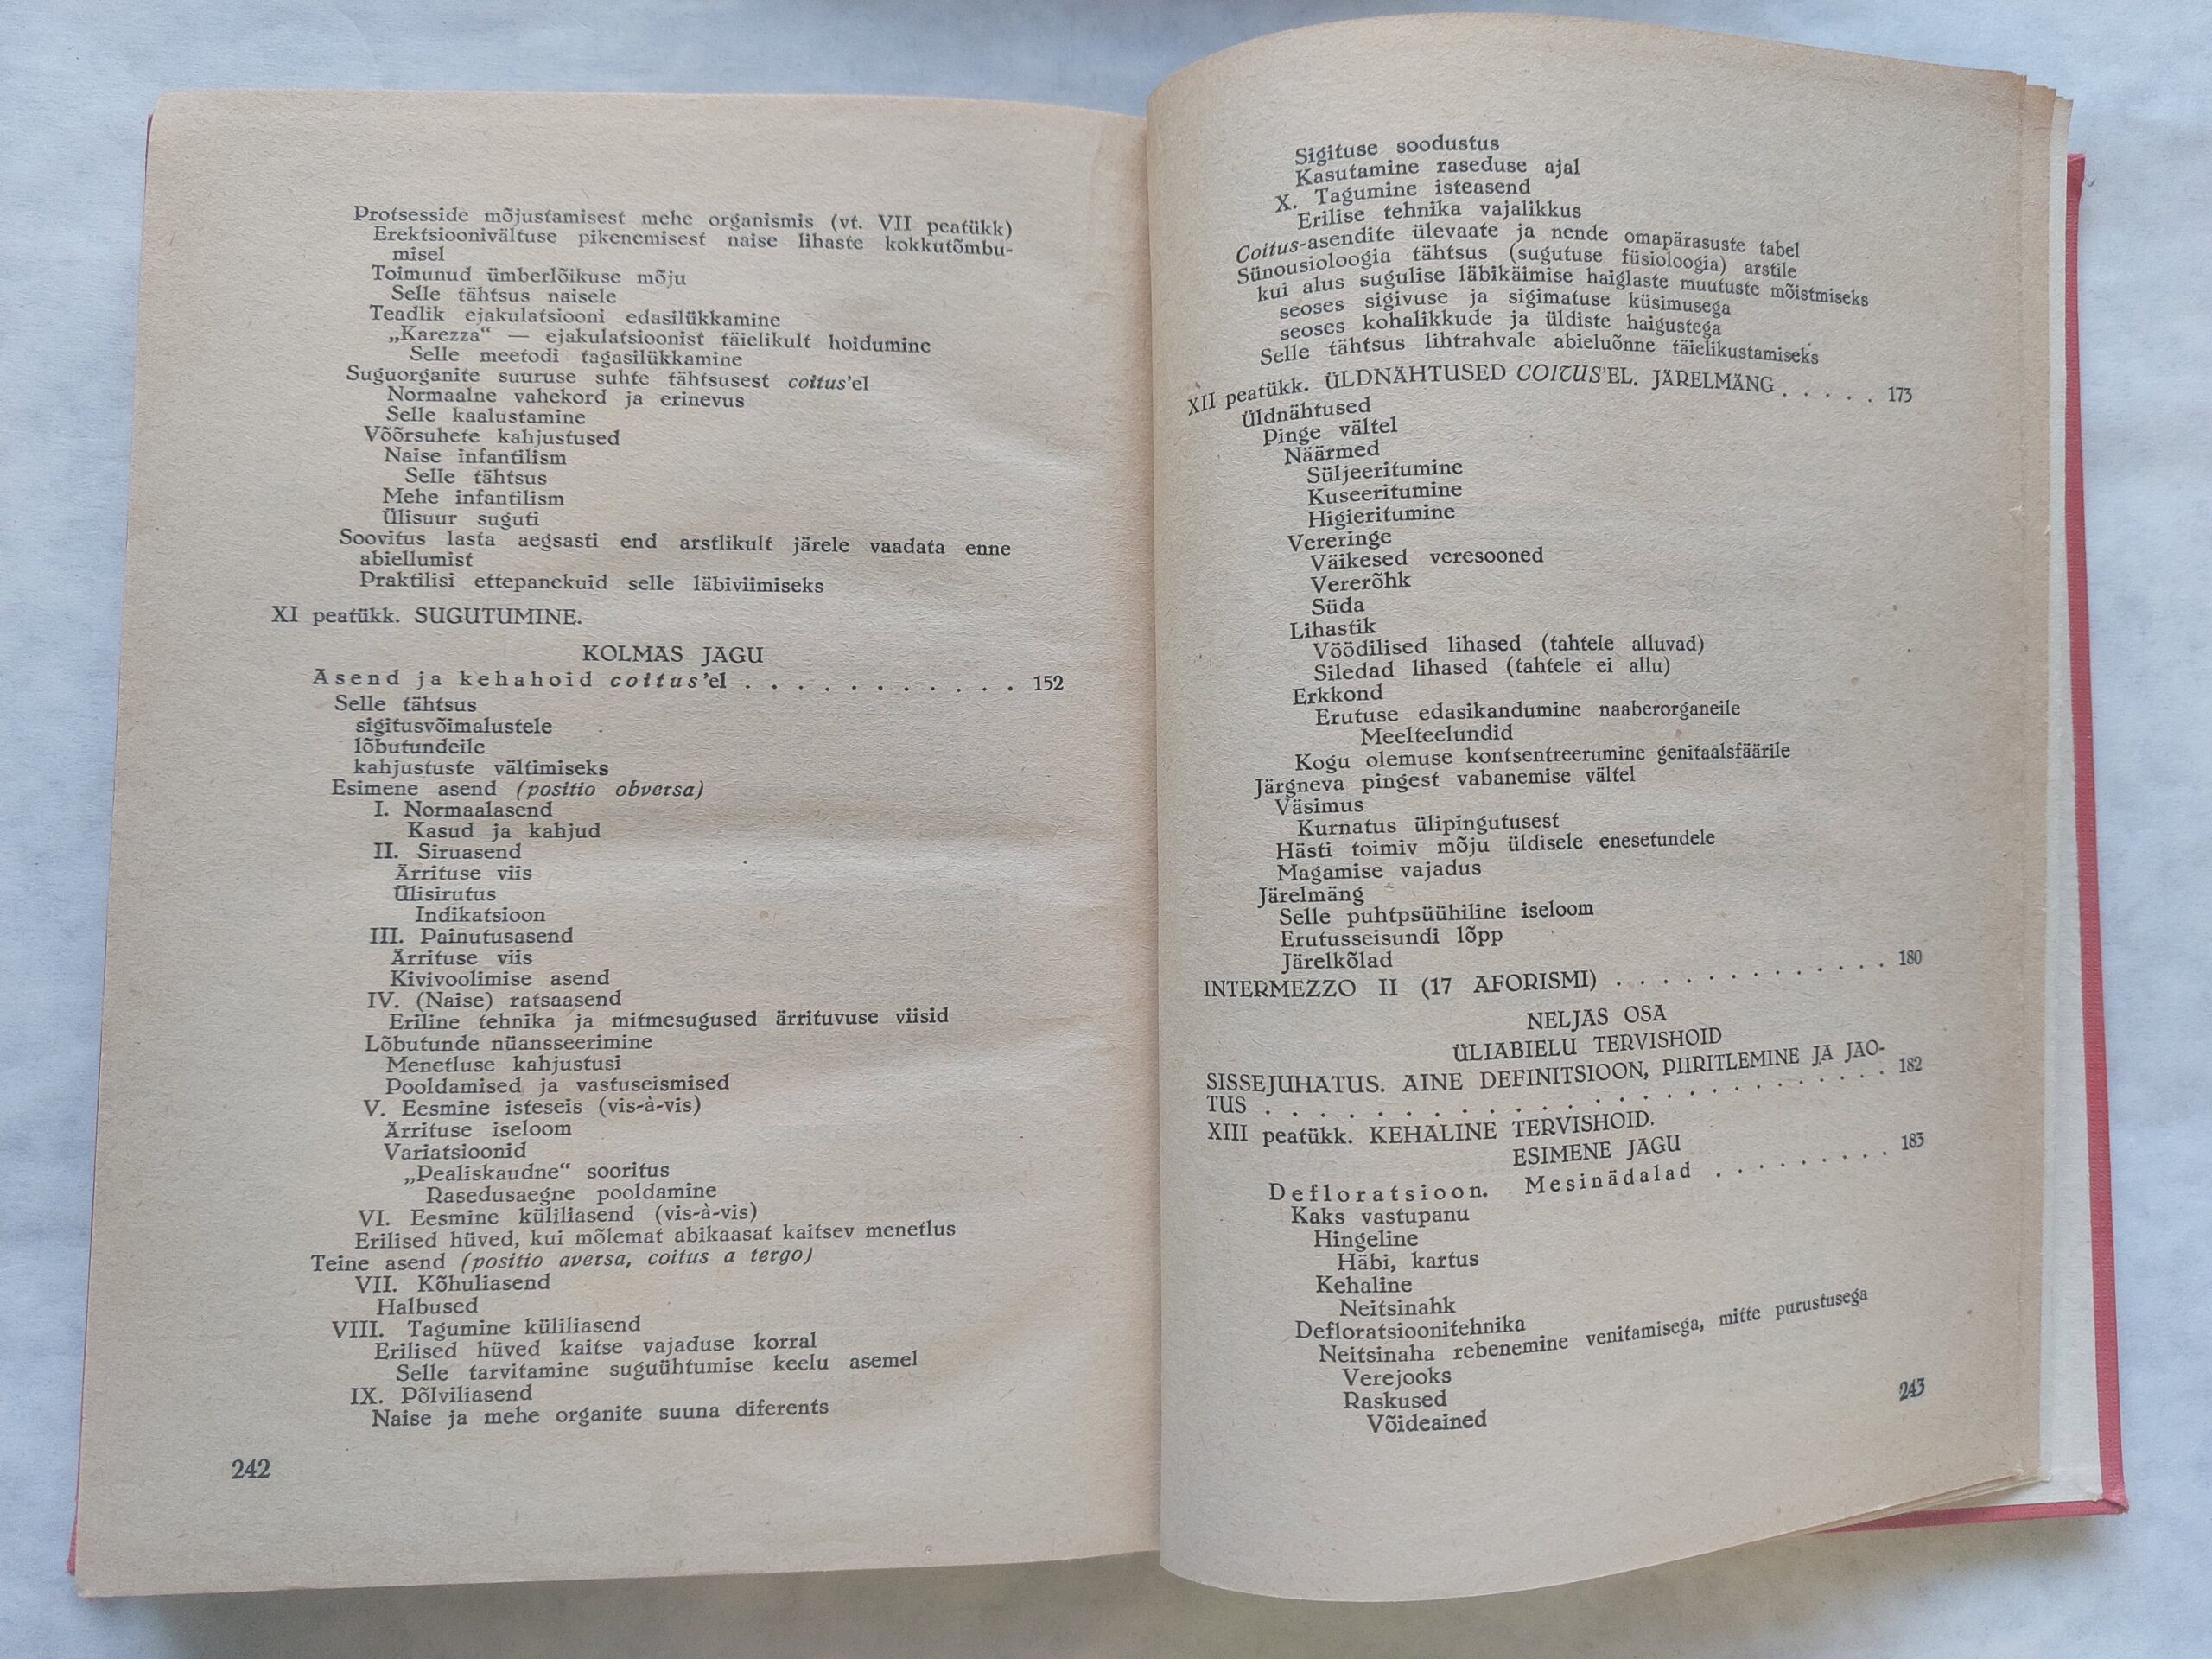 Protsesside mõjustamisest mehe organismis (vt. VII peatükk)
Erektsioonivältuse pikenemisest naise lihaste kokkutõmbu-
misel
Toimunud ümberlõikuse mõju
Selle tähtsus naisele
Teadlik ejakulatsiooni edasilükkamine
„Karezza“ — ejakulatsioonist täielikult hoidumine
Selle meetodi tagasilükkamine
Suguorganite suuruse suhte tähtsusest coitus'el
Normaalne vahekord ja erinevus
Selle kaalustamine
Võõrsuhete kahjustused
Naise infantilism
Selle tähtsus
Mehe infantilism
Ülisuur suguti
Soovitus lasta aegsasti end arstlikult järele vaadata enne
abiellumist
Praktilisi ettepanekuid selle läbiviimiseks
XI peatükk. SUGUTUMINE.
KOLMAS JAGU
Asend ja kehahoid coitus'el . . . . . . . . . . . 152
Selle tähtsus
sigitusvõimalustele
lõbutundeile
kahjustuste vältimiseks
Esimene asend (positio obversa)
I. Normaalasend
Kasud ja kahjud
II. Siruasend
Ärrituse viis
Ülisirutus
Indikatsioon
III. Painutusasend
Ärrituse viis
Kivivoolimise asend
IV. (Naise) ratsaasend
Eriline tehnika ja mitmesugused ärrituvuse viisid
Lõbutunde nüansseerimine
Menetluse kahjustusi
Pooldamised ja vastuseismised
V. Eesmine isteseis (vis-à-vis)
Ärrituse iseloom
Variatsioonid
„Pealiskaudne“ sooritus
Rasedusaegne pooldamine
VI. Eesmine küliliasend (vis-à-vis)
Erilised hüved, kui mõlemat abikaasat kaitsev menetlus
Teine asend (positio aversa, coitus a tergo)
VII. Kõhuliasend
Halbused
VIII. Tagumine küliliasend
Erilised hüved kaitse vajaduse korral
Selle tarvitamine suguühtumise keelu asemel
IX. Põlviliasend
Naise ja mehe organite suuna diferents
242
Sigituse soodustus
Kasutamine raseduse ajal
X. Tagumine isteasend
Erilise tehnika vajalikkus
Coitus-asendite ülevaate ja nende omapärasuste tabel
Sünousioloogia tähtsus (sugutuse füsioloogia) arstile
kui alus sugulise läbikäimise haiglaste muutuste mõistmiseks
seoses sigivuse ja sigimatuse küsimusega
seoses kohalikkude ja üldiste haigustega
Selle tähtsus lihtrahvale abieluõnne täielikustamiseks
XII peatükk. ÜLDNÄHTUSED COITUS'EL. JÄRELMÄNG . . . . . 173
Üldnähtused
Pinge vältel
Näärmed
Süljeeritumine
Kuseeritumine
Higieritumine
Vereringe
Väikesed veresooned
Vererõhk
Süda
Lihastik
Vöödilised lihased (tahtele alluvad)
Siledad lihased (tahtele ei allu)
Erkkond
Erutuse edasikandumine naaberorganeile
Meelteelundid
Kogu olemuse kontsentreerumine genitaalsfäärile
Järgneva pingest vabanemise vältel
Väsimus
Kurnatus ülipingutusest
Hästi toimiv mõju üldisele enesetundele
Magamise vajadus
Järelmäng
Selle puhtpsüühiline iseloom
Erutusseisundi lõpp
Järelkõlad
INTERMEZZO II (17 AFORISMI) . . . . . . . . . . . . . 180
NELJAS OSA
ÜLIABIELU TERVISHOID
SISSEJUHATUS. AINE DEFINITSIOON, PIIRITLEMINE JA JAO-
TUS . . . . . . . . . . . . . . . . . . . 182
XIII peatükk. KEHALINE TERVISHOID.
ESIMENE JAGU
Defloratsioon. Mesinädalad . . . . . . . . . 183
Kaks vastupanu
Hingeline
Häbi, kartus
Kehaline
Neitsinahk
Defloratsioonitehnika
Neitsinaha rebenemine venitamisega, mitte purustusega
Verejooks
Raskused
Võideained
243